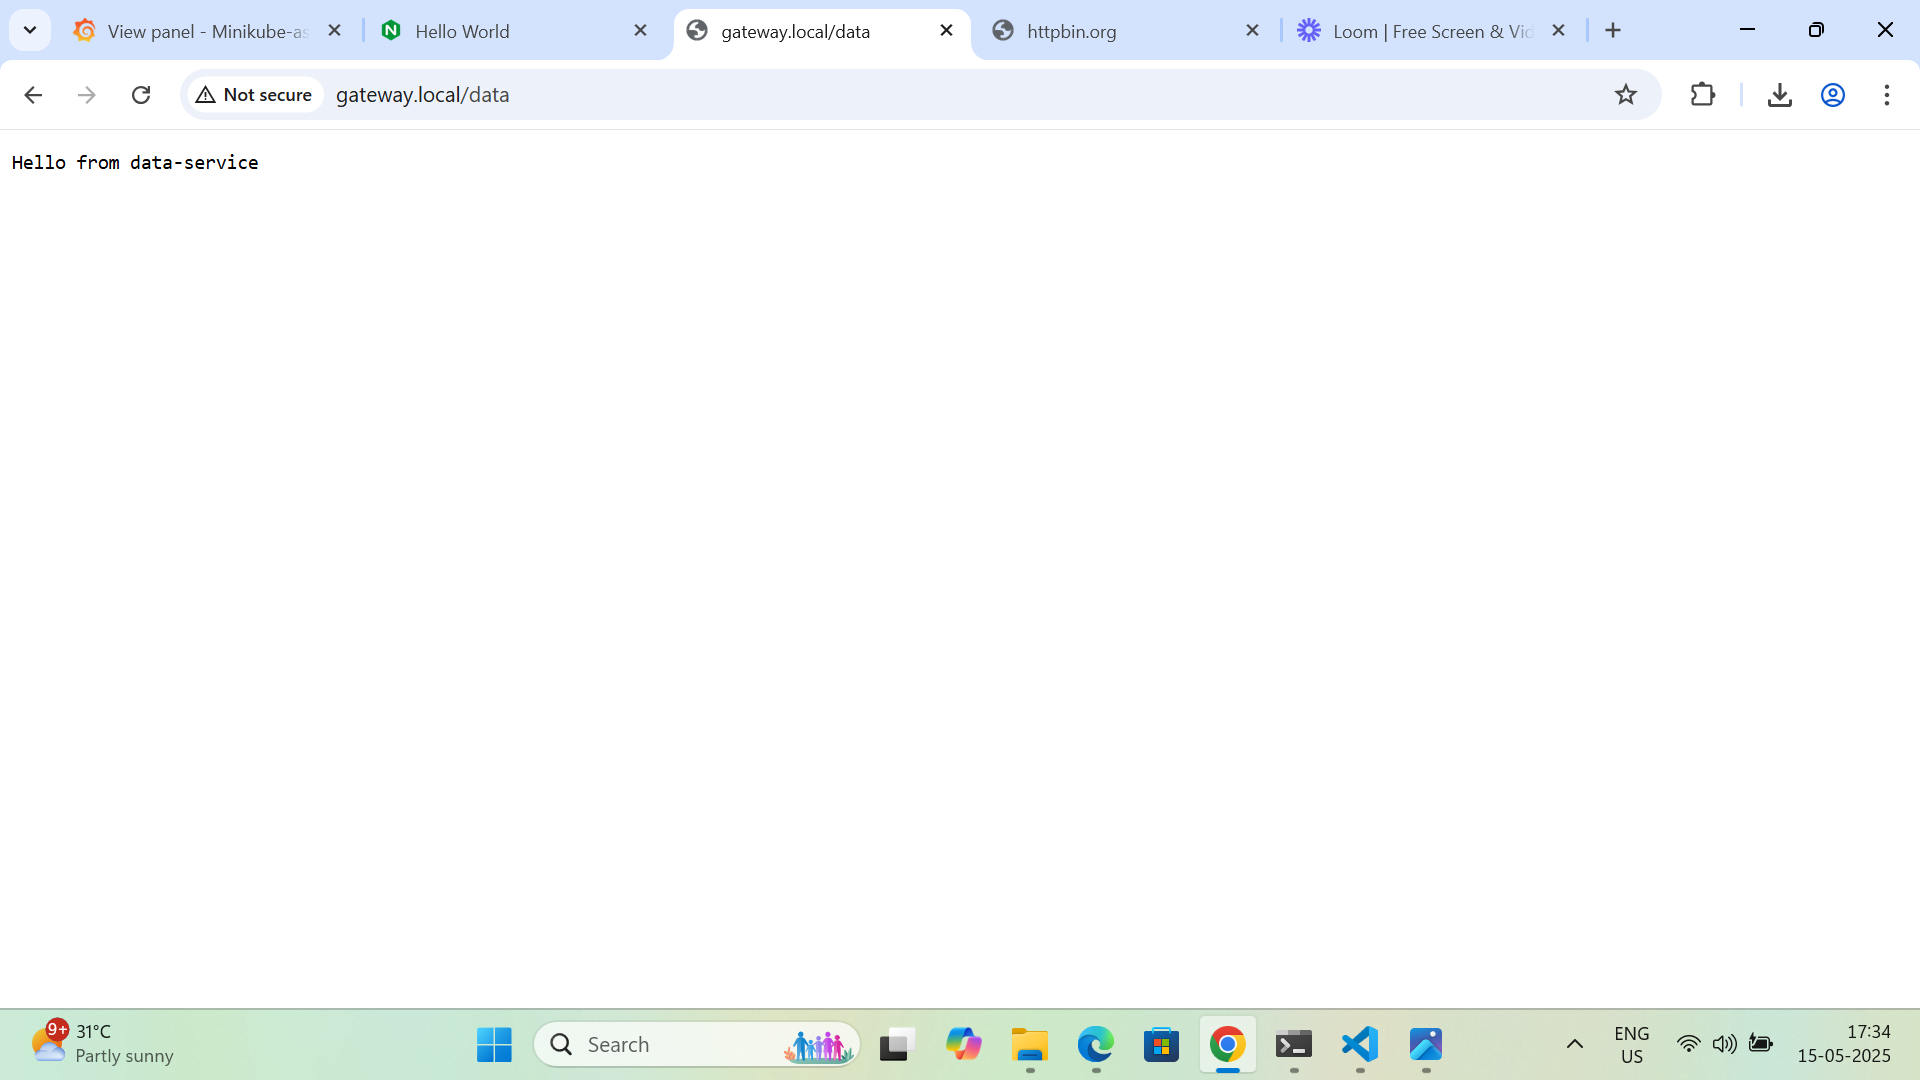 View panel - Minikube-as
Hello World
gateway.local/data
httpbin.org
Loom | Free Screen & Vid
Not secure
gateway.local/data
Hello from data-service
9+
31°C
Partly sunny
Search
ENG
US
17:34
15-05-2025